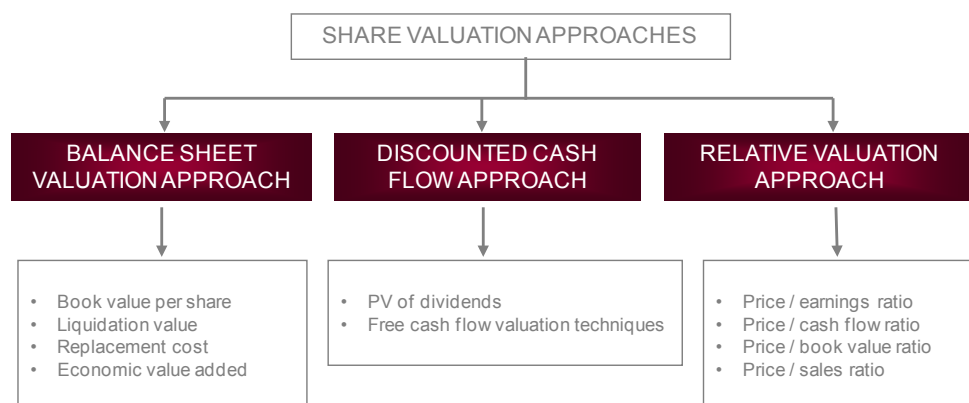 SHARE VALUATION APPROACHES
BALANCE SHEET
VALUATION APPROACH
• Book value per share
• Liquidation value
• Replacement cost
• Economic value added
DISCOUNTED CASH
FLOW APPROACH
• PV of dividends
• Free cash flow valuation techniques
RELATIVE VALUATION
APPROACH
• Price / earnings ratio
• Price / cash flow ratio
• Price / book value ratio
• Price / sales ratio